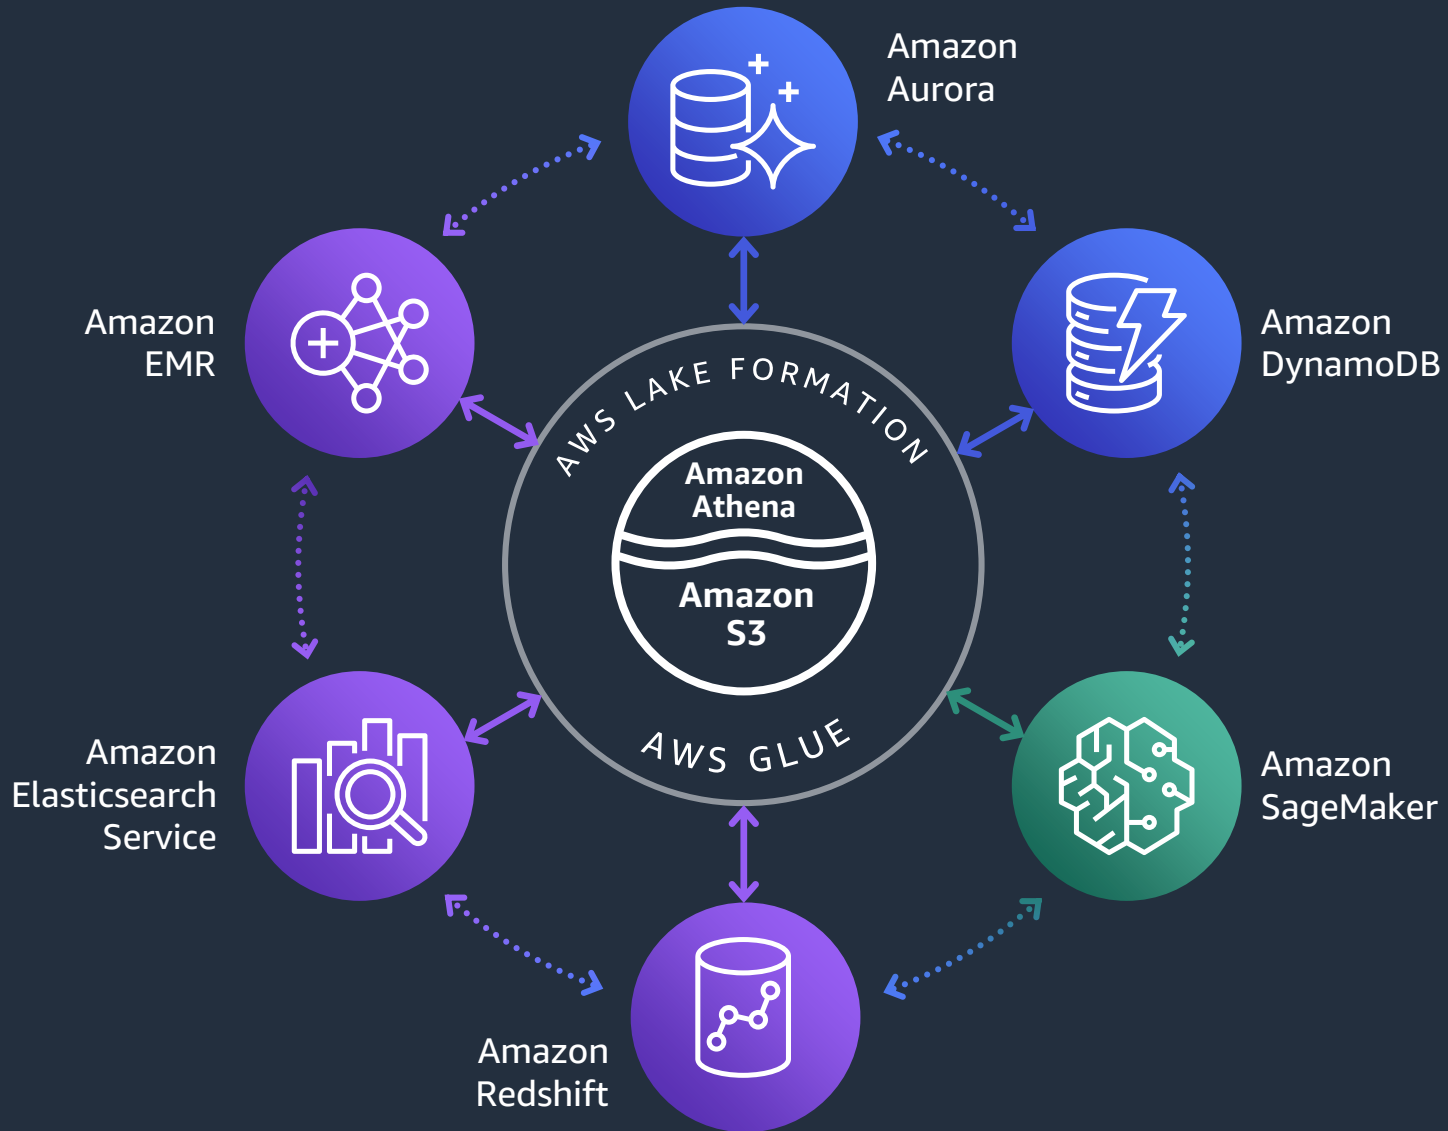 Amazon
Aurora
Amazon
EMR
Amazon
DynamoDB
AWS LAKE FORMATION
Amazon
Athena
Amazon
S3
AWS GLUE
Amazon
Elasticsearch
Service
Amazon
SageMaker
Amazon
Redshift